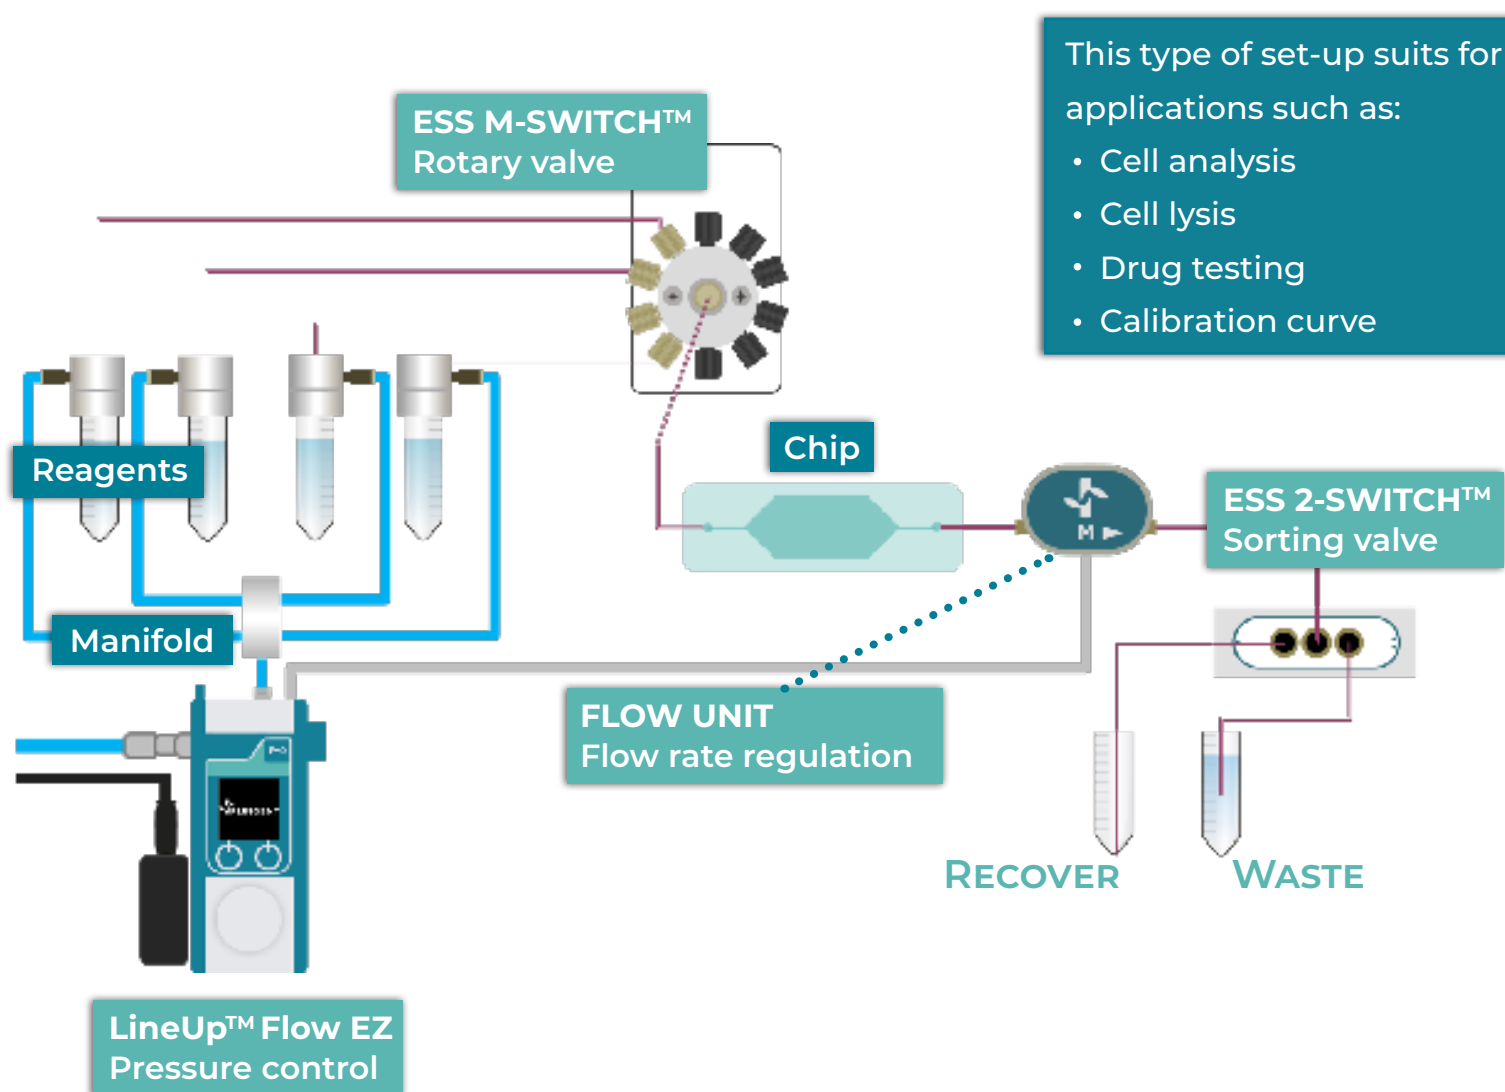 This type of set-up suits for
applications such as:
• Cell analysis
• Cell lysis
• Drug testing
• Calibration curve
ESS M-SWITCH™
Rotary valve
Reagents
Chip
M
ESS 2-SWITCH™
Sorting valve
Manifold
FLOW UNIT
Flow rate regulation
RECOVER
WASTE
LineUp™ Flow EZ
Pressure control